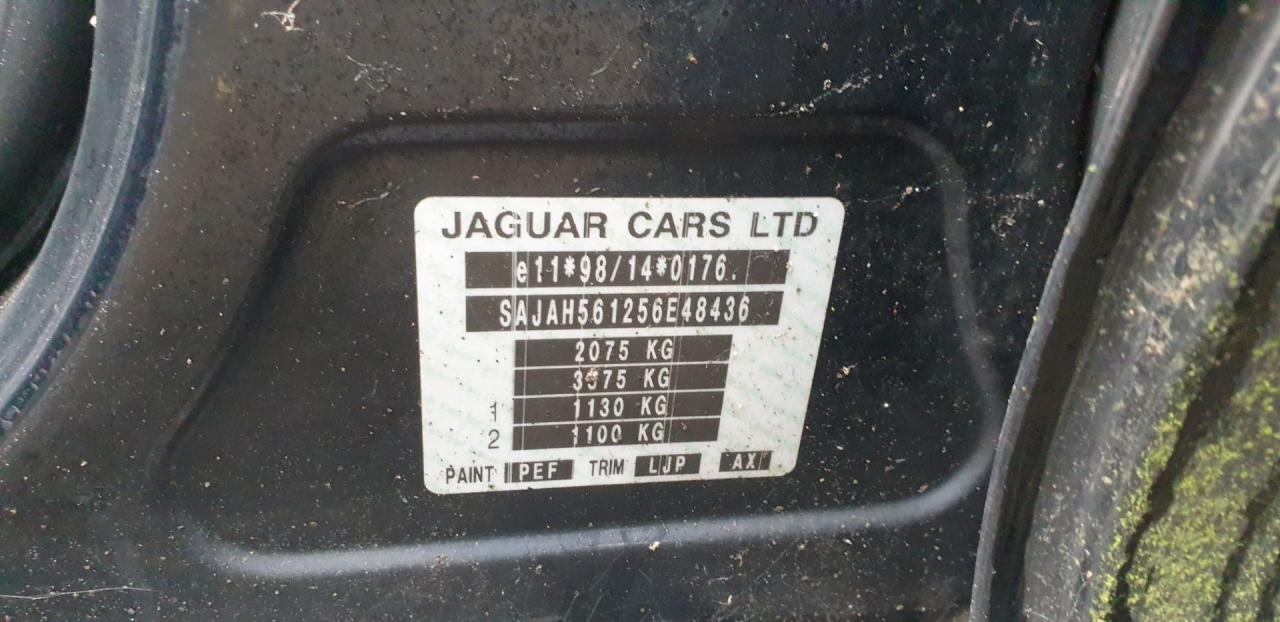 JAGUAR CARS LTD
e11*98/14*0176.
SAJAH561256E48436
2075 KG
3575 KG
1 1130 KG
2 1100 KG
PAINT PEF TRIM LJP AX